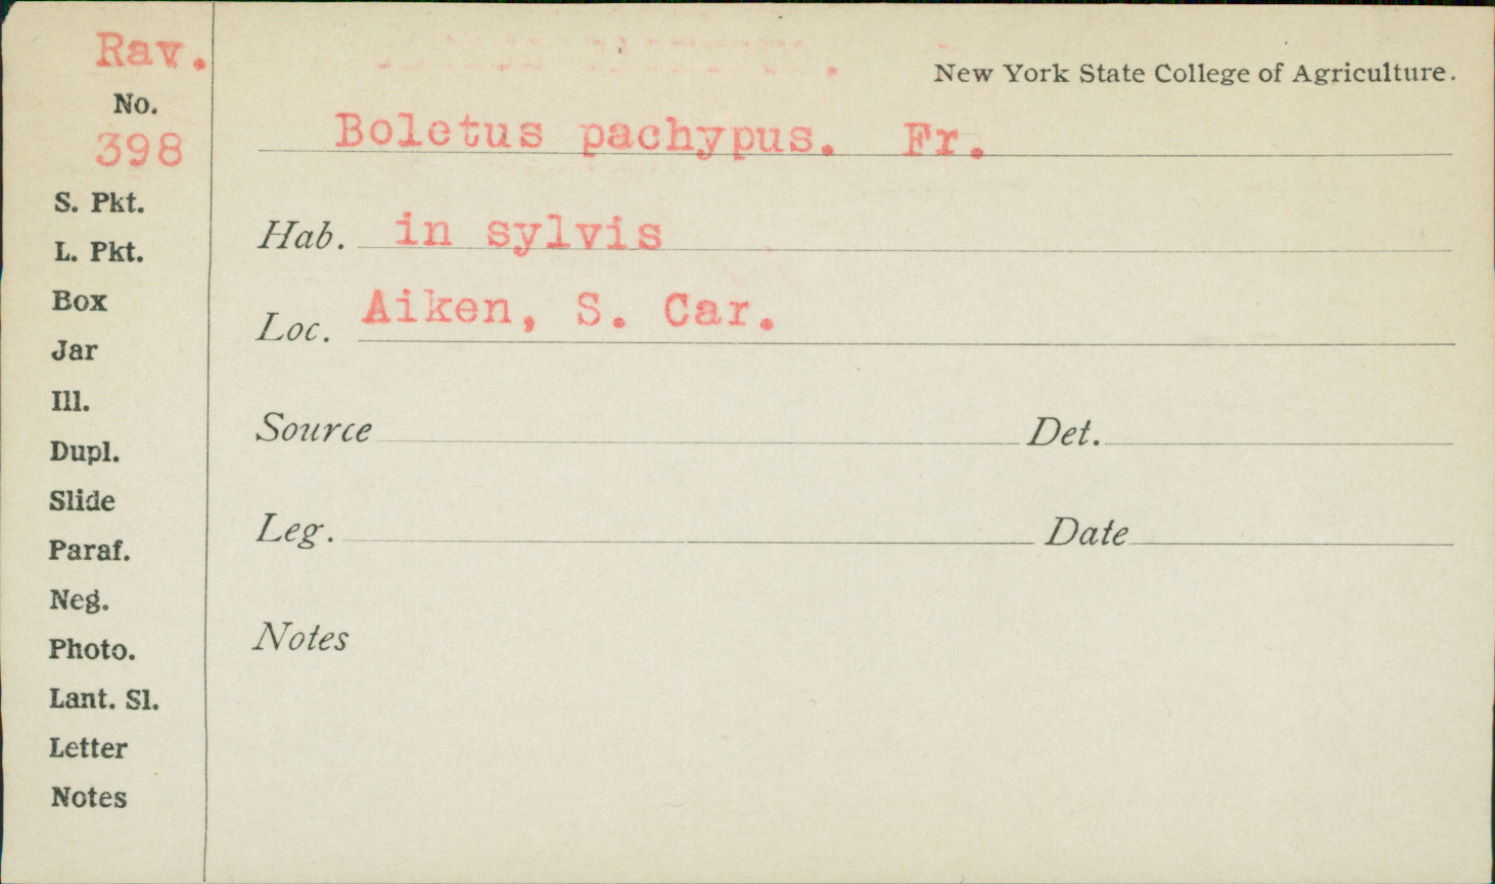 Rav.
No.
398
S. Pkt.
L. Pkt.
Box
Jar
Ill.
Dupl.
Slide
Paraf.
Neg.
Photo.
Lant. Sl.
Letter
Notes
New York State College of Agriculture.
Boletus pachypus. Fr.
Hab. in sylvis
Loc. Aiken, S. Car.
Source Det.
Leg. Date
Notes